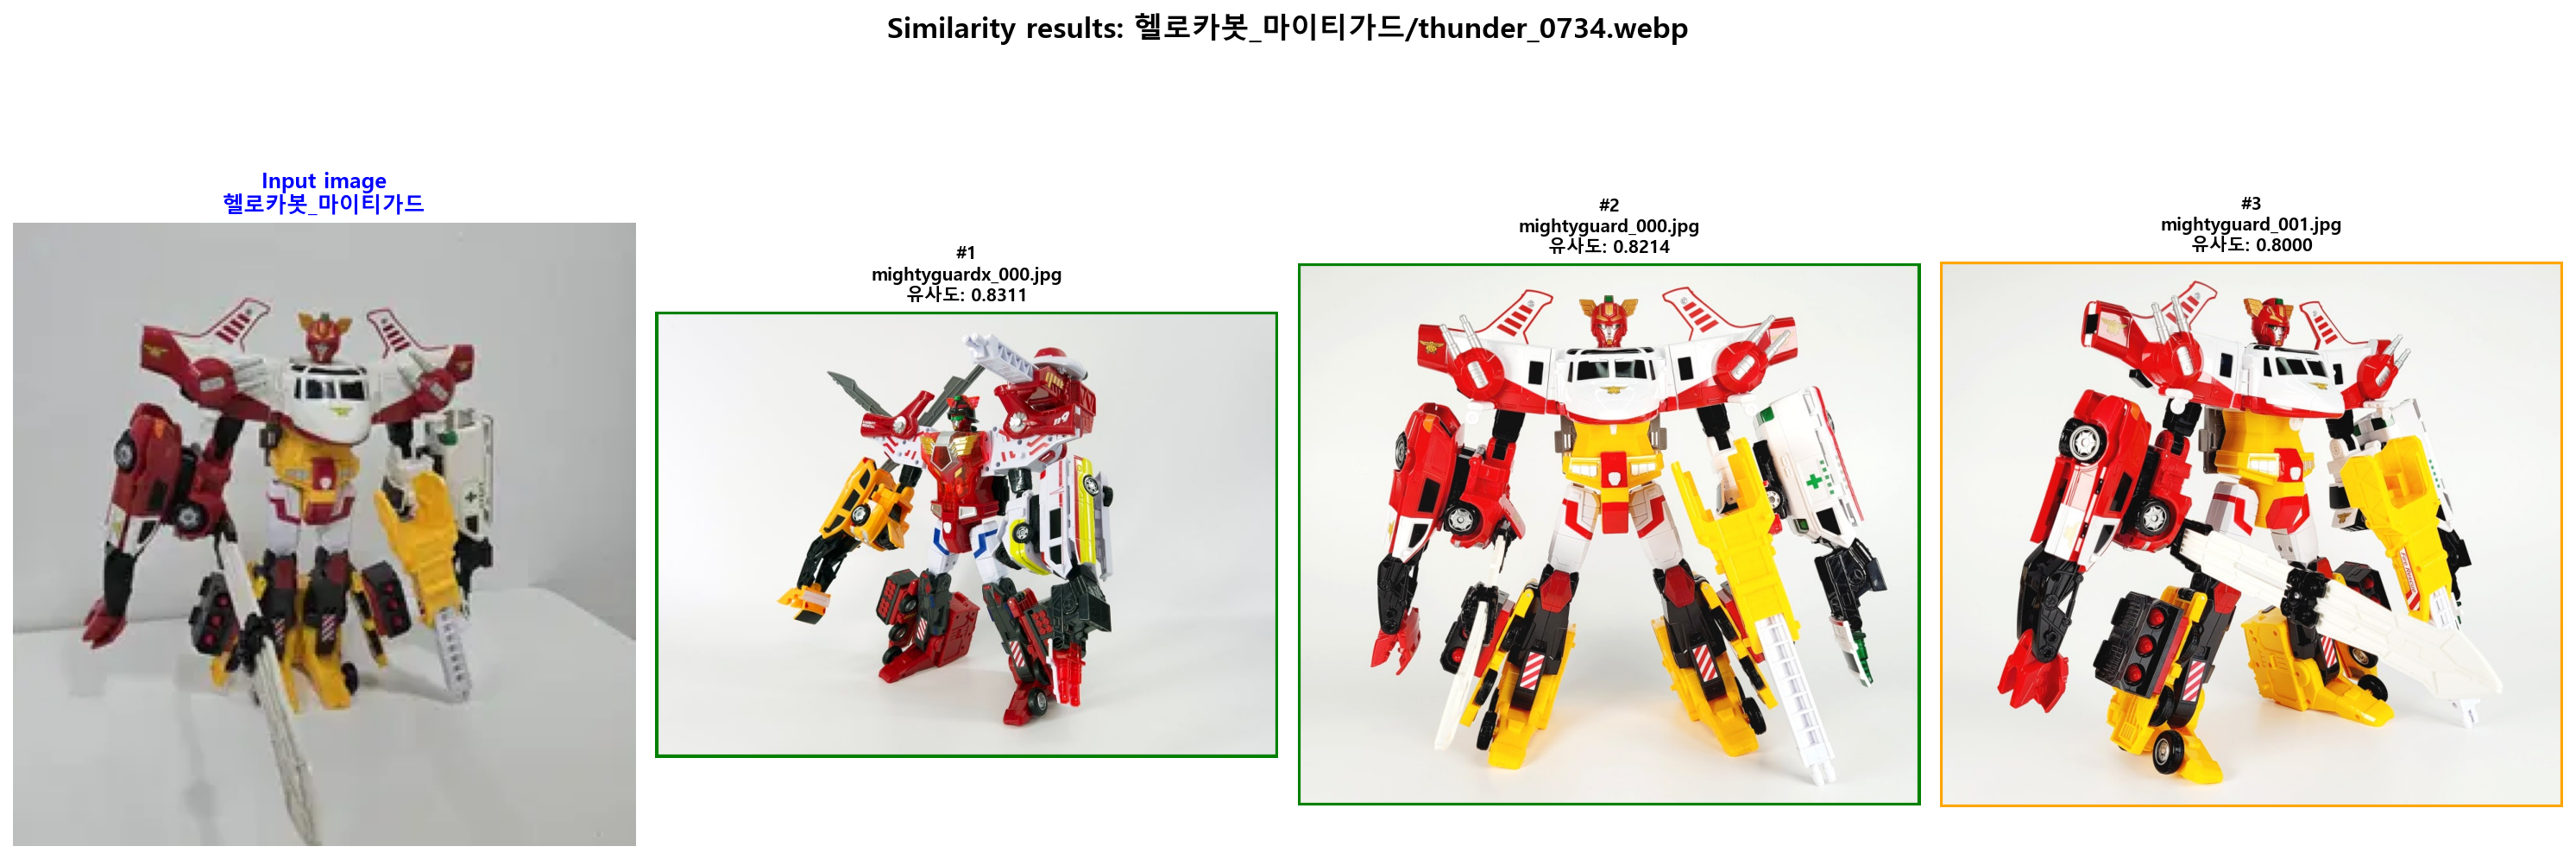 Similarity results: 헬로카봇_마이티가드/thunder_0734.webp
Input image
헬로카봇_마이티가드
#1
mightyguardx_000.jpg
유사도: 0.8311
#2
mightyguard_000.jpg
유사도: 0.8214
#3
mightyguard_001.jpg
유사도: 0.8000